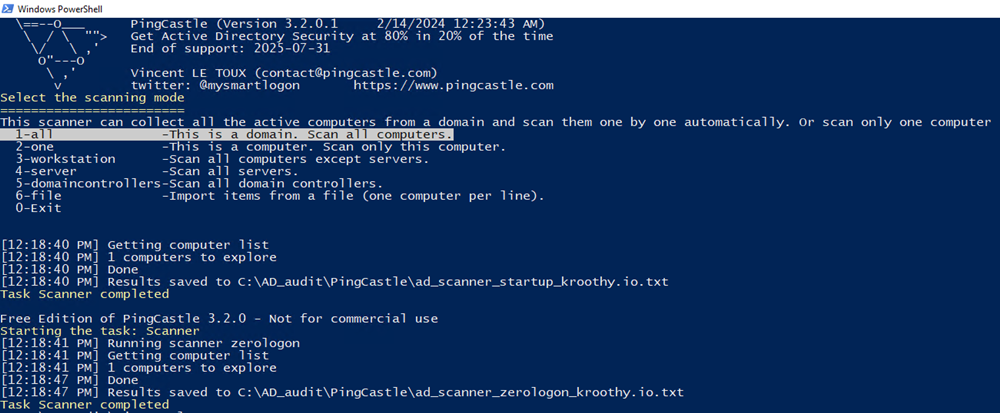 Windows PowerShell
\==--O___      PingCastle (Version 3.2.0.1     2/14/2024 12:23:43 AM)
\  / \  "">   Get Active Directory Security at 80% in 20% of the time
\/   \ ,'    End of support: 2025-07-31
O"---O
\ ,'      Vincent LE TOUX (contact@pingcastle.com)
v        twitter: @mysmartlogon       https://www.pingcastle.com
Select the scanning mode
=========================
This scanner can collect all the active computers from a domain and scan them one by one automatically. Or scan only one computer
1-all              -This is a domain. Scan all computers.
2-one              -This is a computer. Scan only this computer.
3-workstation      -Scan all computers except servers.
4-server           -Scan all servers.
5-domaincontrollers-Scan all domain controllers.
6-file             -Import items from a file (one computer per line).
0-Exit
[12:18:40 PM] Getting computer list
[12:18:40 PM] 1 computers to explore
[12:18:40 PM] Done
[12:18:40 PM] Results saved to C:\AD_audit\PingCastle\ad_scanner_startup_kroothy.io.txt
Task Scanner completed
Free Edition of PingCastle 3.2.0 - Not for commercial use
Starting the task: Scanner
[12:18:41 PM] Running scanner zerologon
[12:18:41 PM] Getting computer list
[12:18:41 PM] 1 computers to explore
[12:18:47 PM] Done
[12:18:47 PM] Results saved to C:\AD_audit\PingCastle\ad_scanner_zerologon_kroothy.io.txt
Task Scanner completed